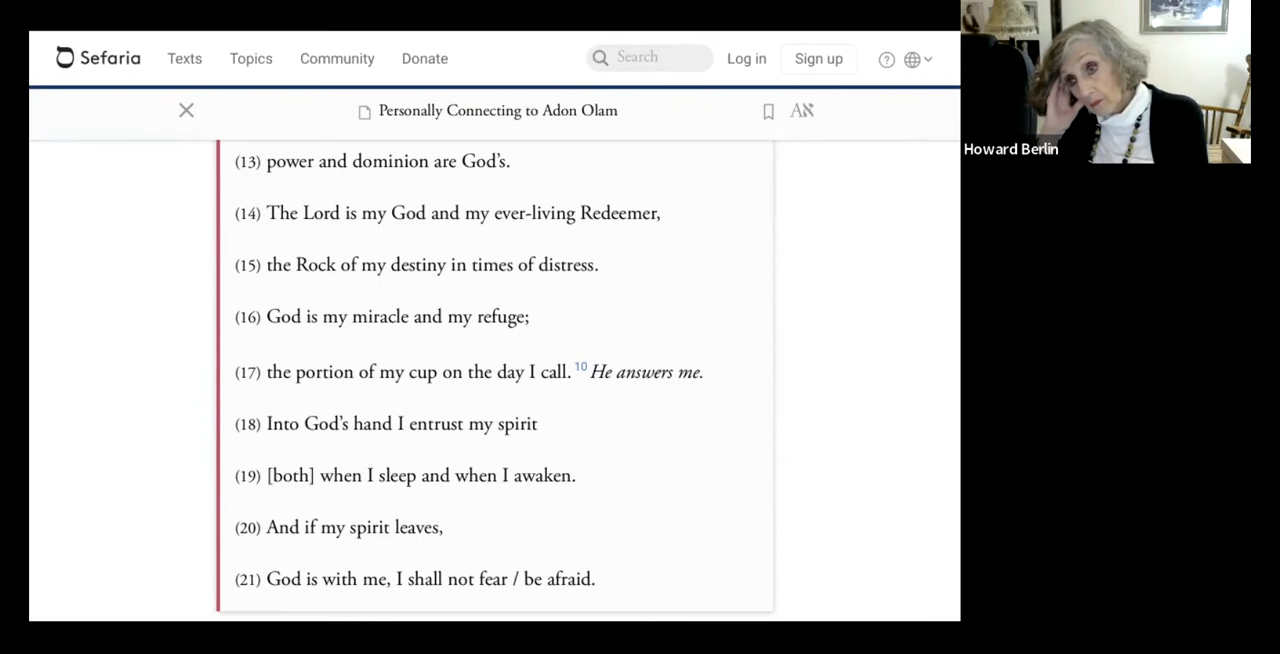 Sefaria Texts Topics Community Donate Search Log in Sign up
Personally Connecting to Adon Olam Aא
(13) power and dominion are God’s.
(14) The Lord is my God and my ever-living Redeemer,
(15) the Rock of my destiny in times of distress.
(16) God is my miracle and my refuge;
(17) the portion of my cup on the day I call.10 He answers me.
(18) Into God’s hand I entrust my spirit
(19) [both] when I sleep and when I awaken.
(20) And if my spirit leaves,
(21) God is with me, I shall not fear / be afraid.
Howard Berlin